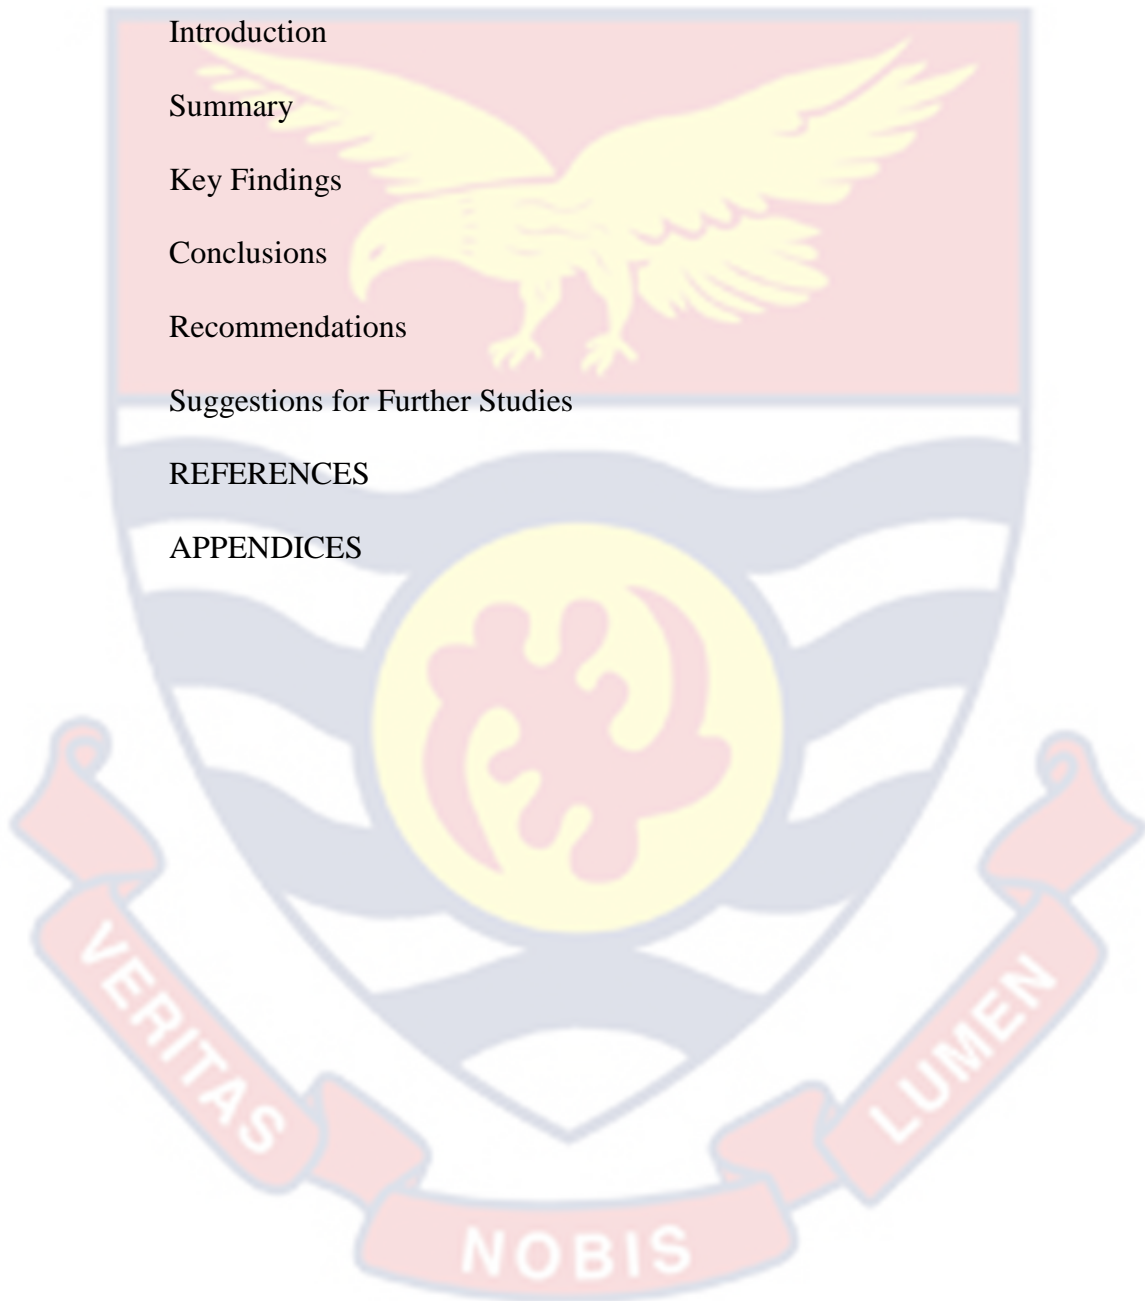 Introduction
Summary
Key Findings
Conclusions
Recommendations
Suggestions for Further Studies
REFERENCES
APPENDICES
VERITAS
NOBIS
LUMEN